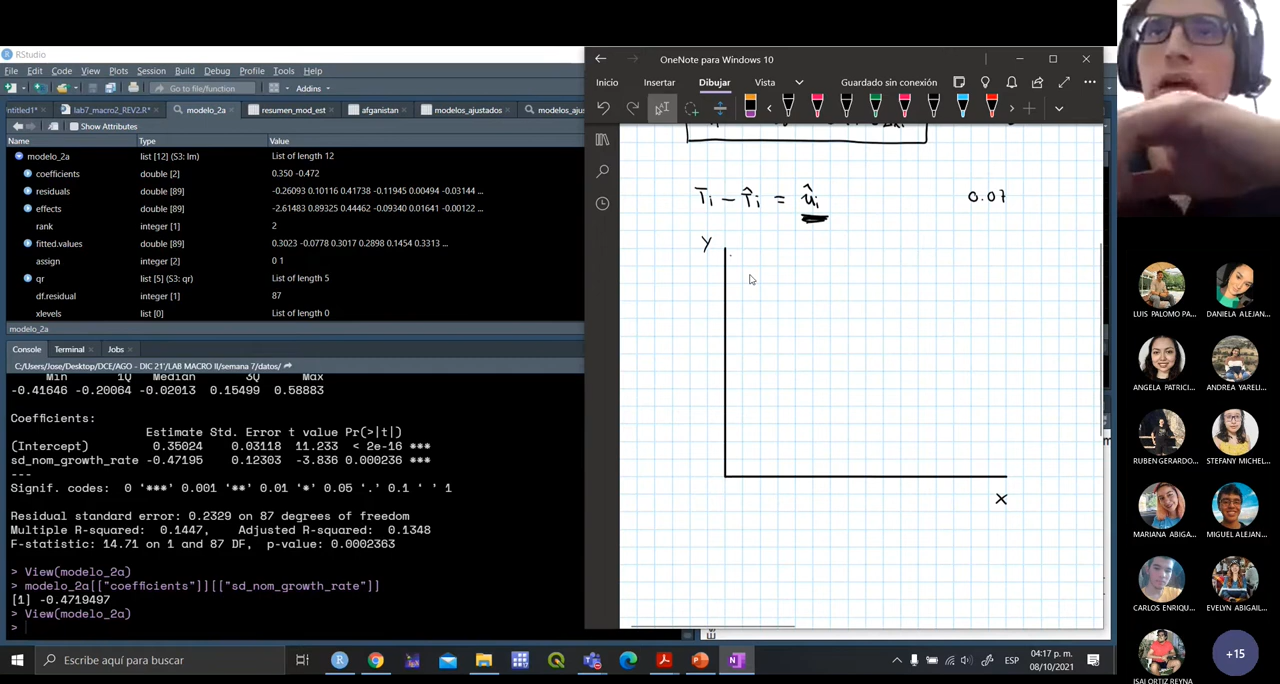 RStudio
File Edit Code View Plots Session Build Debug Profile Tools Help
Go to file/function Addins
ntitled1* lab7_macro2_REV2.R* modelo_2a resumen_mod_est afganistan modelos_ajustados modelos_ajus
Show Attributes
Name Type Value
modelo_2a list [12] (S3: lm) List of length 12
coefficients double [2] 0.350 -0.472
residuals double [89] -0.26093 0.10116 0.41738 -0.11945 0.00494 -0.03144 ...
effects double [89] -2.61483 0.89325 0.44462 -0.09340 0.01641 -0.00122 ...
rank integer [1] 2
fitted.values double [89] 0.3023 -0.0778 0.3017 0.2898 0.1454 0.3313 ...
assign integer [2] 0 1
qr list [5] (S3: qr) List of length 5
df.residual integer [1] 87
xlevels list [0] List of length 0
modelo_2a
Console Terminal Jobs
C:/Users/Jose/Desktop/DCE/AGO - DIC 21'/LAB MACRO II/semana 7/datos/
Min 1Q Median 3Q Max
-0.41646 -0.20064 -0.02013 0.15499 0.58883
Coefficients:
Estimate Std. Error t value Pr(>|t|)
(Intercept) 0.35024 0.03118 11.233 < 2e-16 ***
sd_nom_growth_rate -0.47195 0.12303 -3.836 0.000236 ***
---
Signif. codes: 0 ‘***’ 0.001 ‘**’ 0.01 ‘*’ 0.05 ‘.’ 0.1 ‘ ’ 1
Residual standard error: 0.2329 on 87 degrees of freedom
Multiple R-squared: 0.1447, Adjusted R-squared: 0.1348
F-statistic: 14.71 on 1 and 87 DF, p-value: 0.0002363
> View(modelo_2a)
> modelo_2a[["coefficients"]][["sd_nom_growth_rate"]]
[1] -0.4719497
> View(modelo_2a)
>
OneNote para Windows 10
Inicio Insertar Dibujar Vista Guardado sin conexión
Ti - T̂i = ûi 0.07
Y
X
LUIS PALOMO PA... DANIELA ALEJAN...
ANGELA PATRICI... ANDREA YARELI...
RUBEN GERARDO... STEFANY MICHEL...
MARIANA ABIGA... MIGUEL ALEJAN...
CARLOS ENRIQU... EVELYN ABIGAIL...
ISAI ORTIZ REYNA +15
Escribe aquí para buscar
ESP 04:17 p. m.
08/10/2021